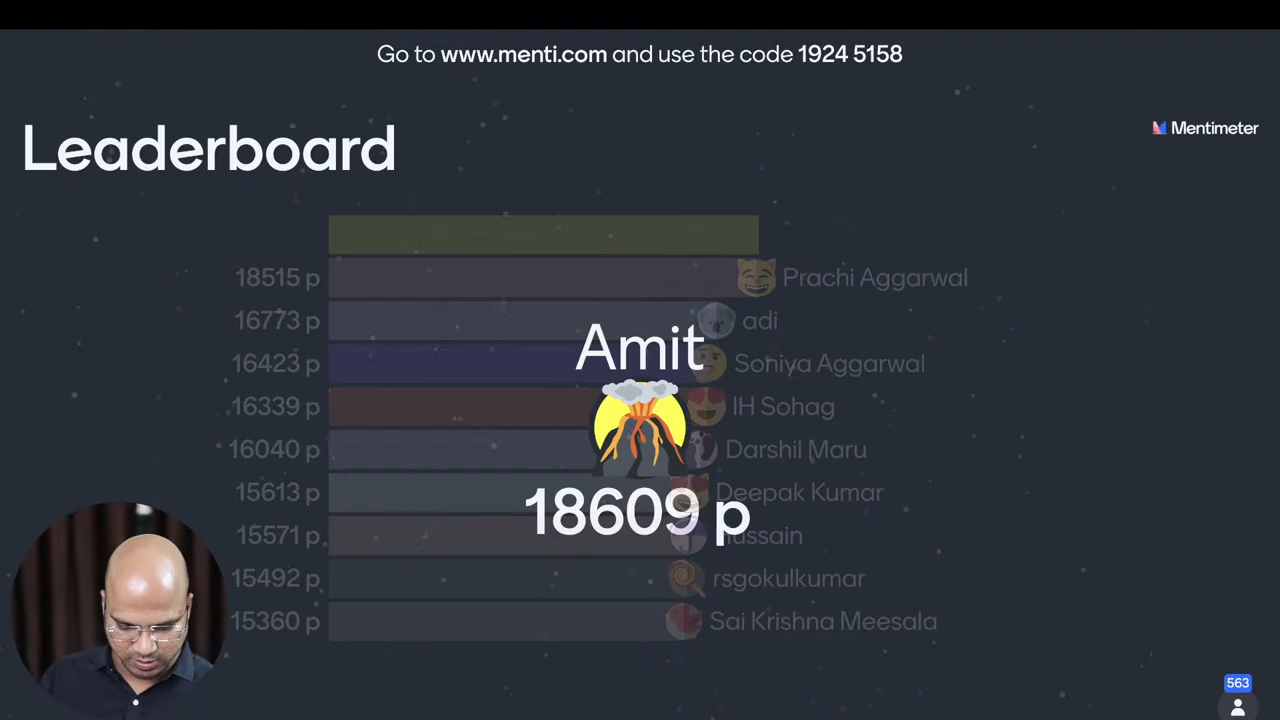 Go to www.menti.com and use the code 1924 5158
Mentimeter
Leaderboard
18515 p Prachi Aggarwal
16773 p adi
Amit
16423 p Soniya Aggarwal
16339 p IH Sohag
16040 p Darshil Maru
15613 p Deepak Kumar
18609 p
15571 p Hussain
15492 p rsgokulkumar
15360 p Sai Krishna Meesala
563